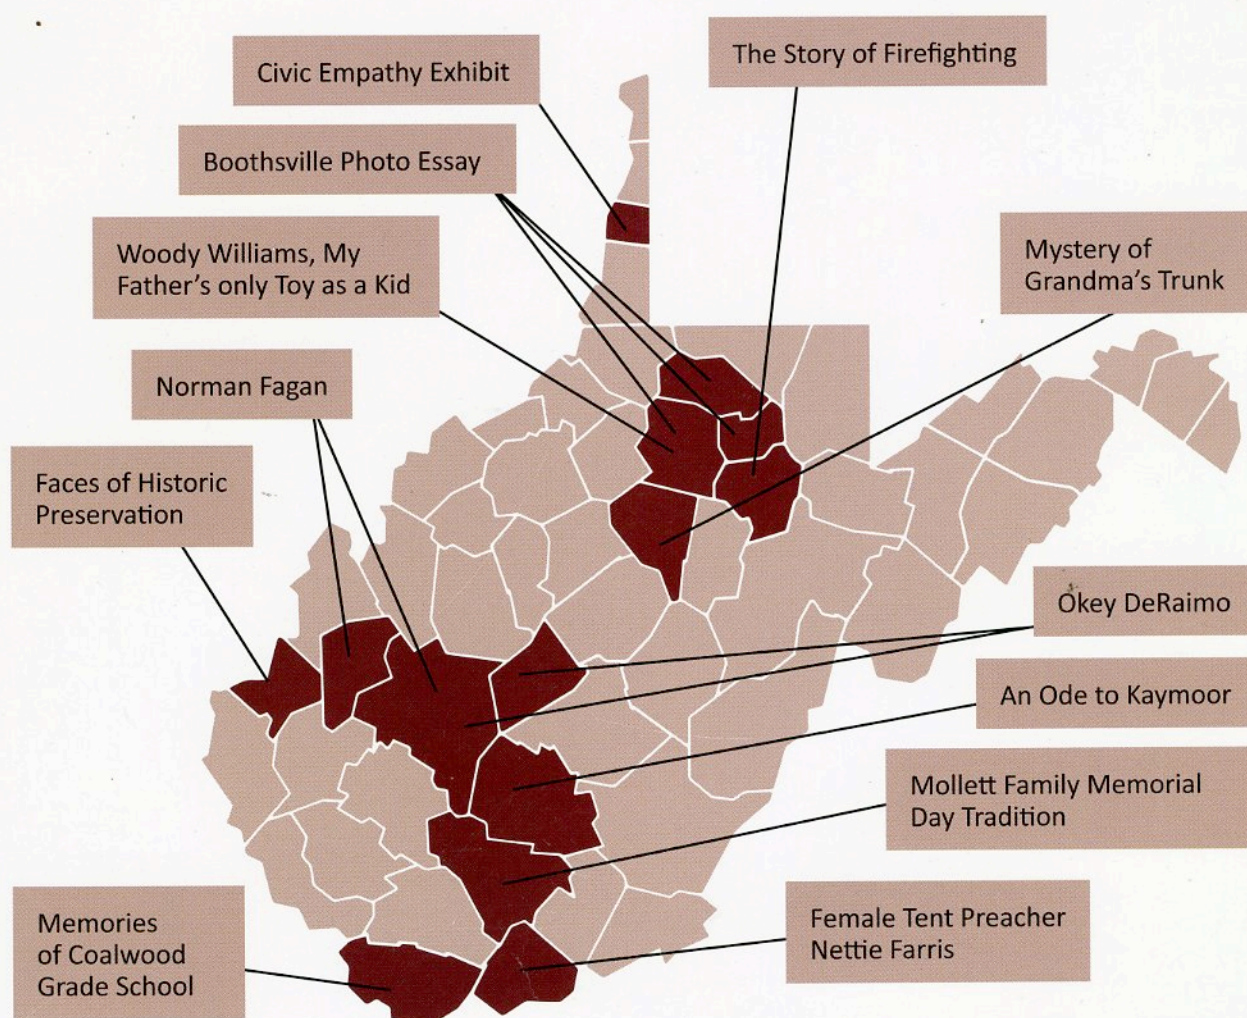 Civic Empathy Exhibit
The Story of Firefighting
Boothsville Photo Essay
Woody Williams, My
Father's only Toy as a Kid
Mystery of
Grandma's Trunk
Norman Fagan
Faces of Historic
Preservation
Okey DeRaimo
An Ode to Kaymoor
Mollett Family Memorial
Day Tradition
Memories
of Coalwood
Grade School
Female Tent Preacher
Nettie Farris